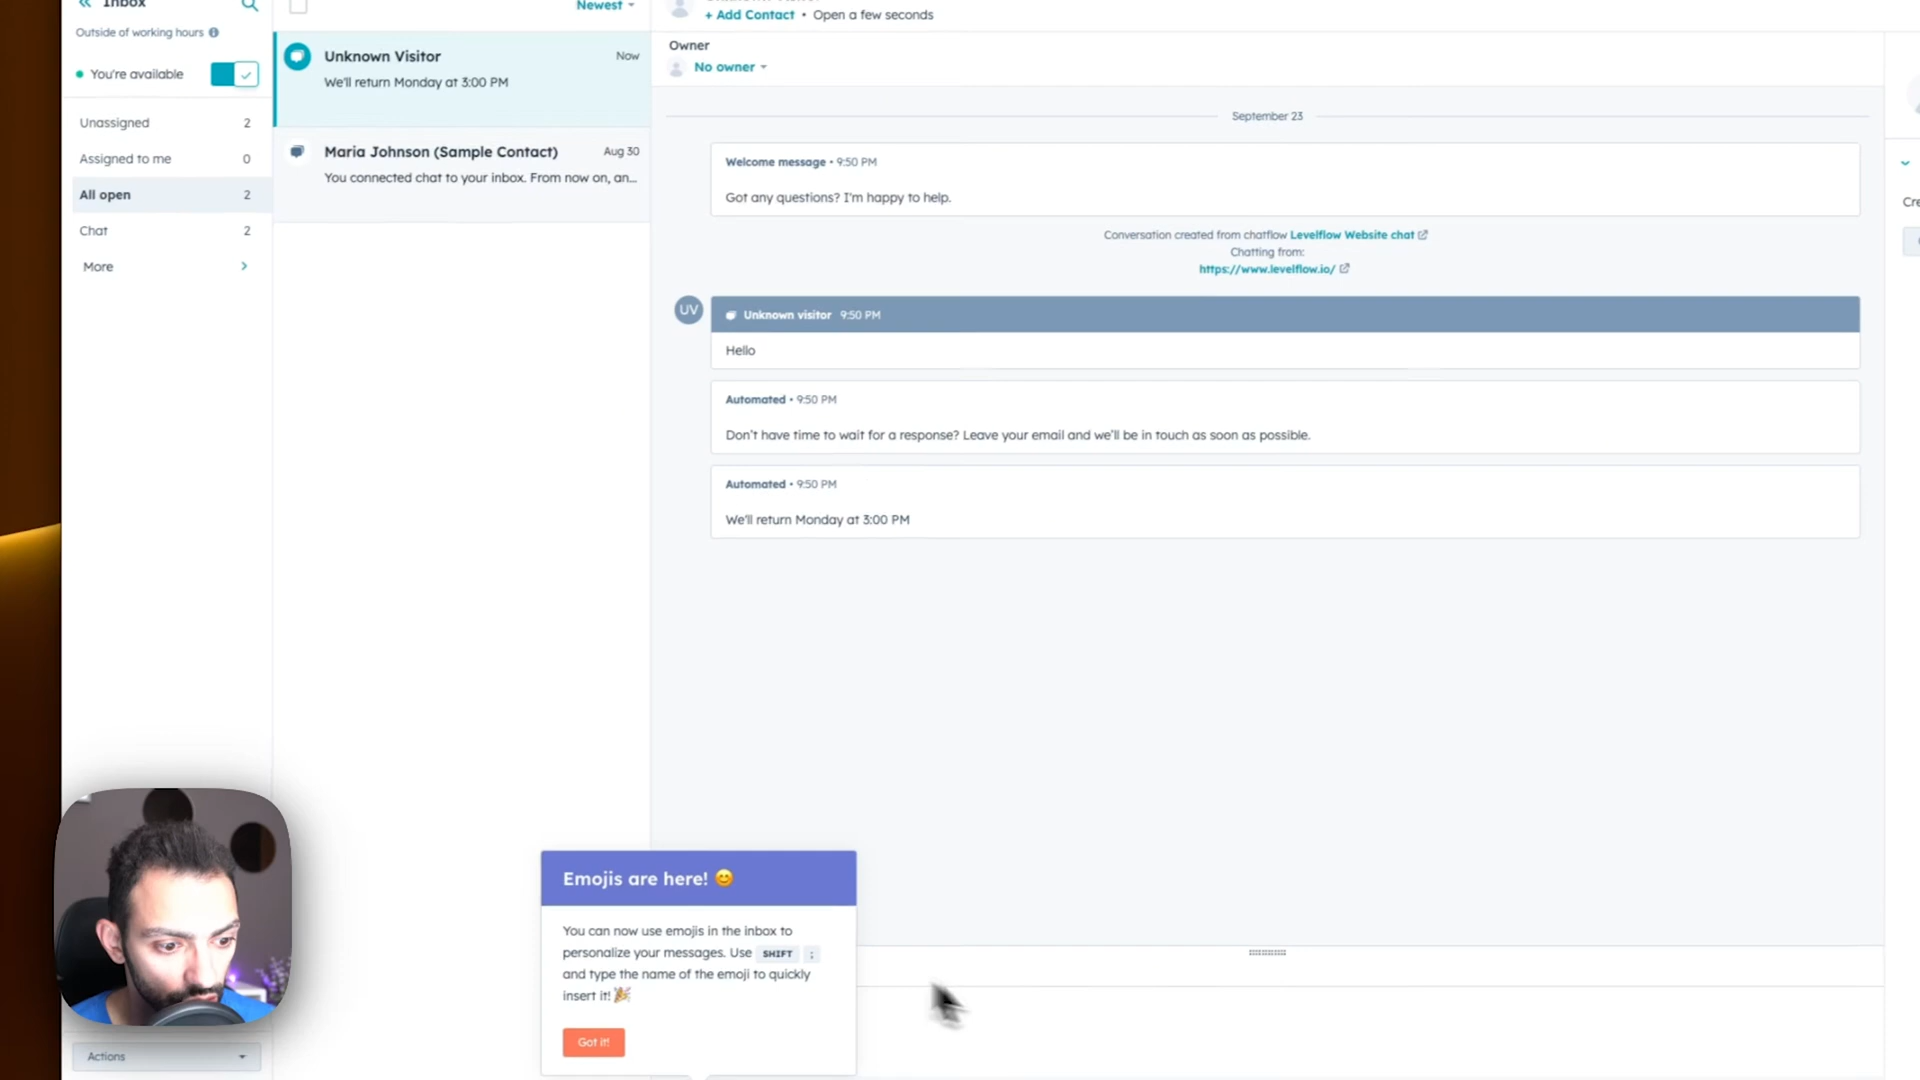 Inbox
Outside of working hours
You're available
Unassigned 2
Assigned to me 0
All open 2
Chat 2
More
Actions
Newest
Unknown Visitor Now
We'll return Monday at 3:00 PM
Maria Johnson (Sample Contact) Aug 30
You connected chat to your inbox. From now on, an...
+ Add Contact • Open a few seconds
Owner
No owner
September 23
Welcome message • 9:50 PM
Got any questions? I'm happy to help.
Conversation created from chatflow Levelflow Website chat
Chatting from:
https://www.levelflow.io/
UV
Unknown visitor 9:50 PM
Hello
Automated • 9:50 PM
Don't have time to wait for a response? Leave your email and we'll be in touch as soon as possible.
Automated • 9:50 PM
We'll return Monday at 3:00 PM
Emojis are here! 😊
You can now use emojis in the inbox to
personalize your messages. Use SHIFT ;
and type the name of the emoji to quickly
insert it! 🎉
Got it!
Cre